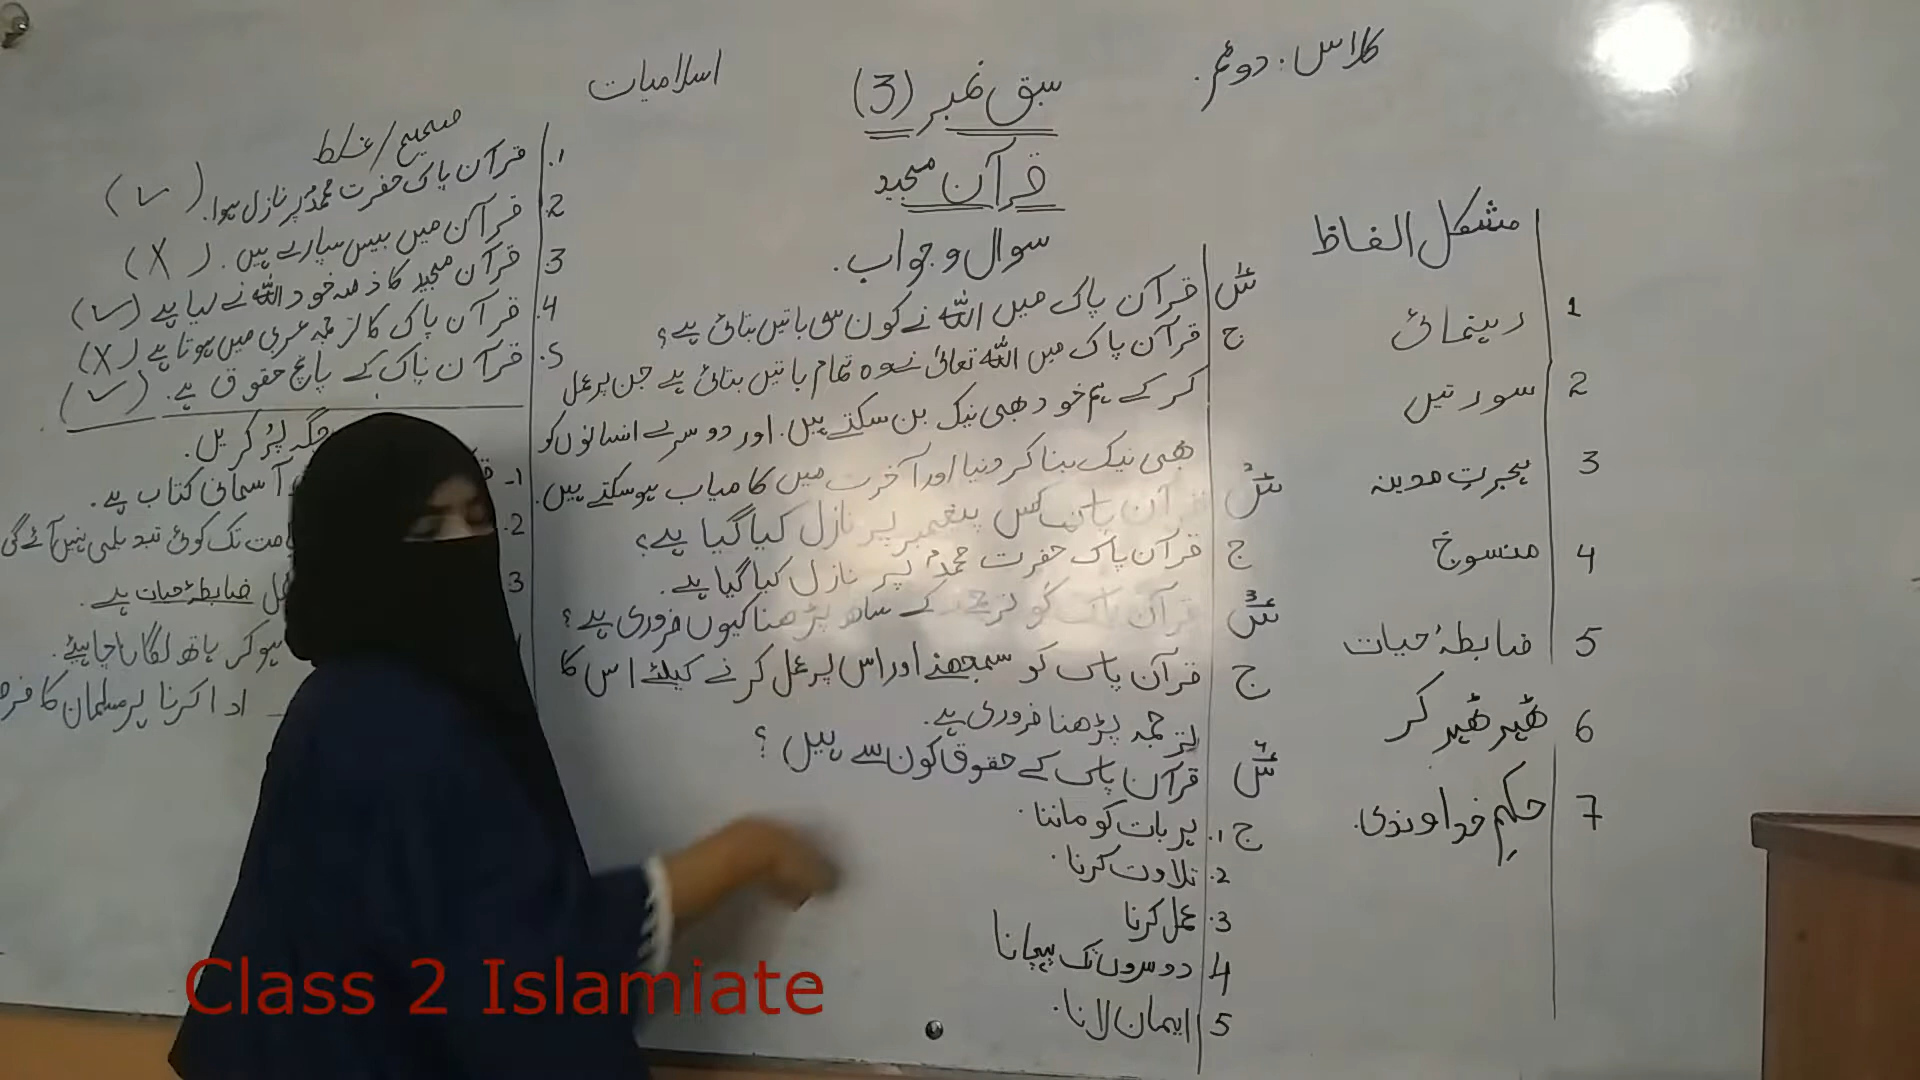 کلاس: دوئم.
اسلامیات
سبق نمبر (3)
قرآن مجید
مشکل الفاظ
1 رہنمائی
2 سورتیں
3 ہجرتِ مدینہ
4 منسوخ
5 ضابطۂ حیات
6 ٹھہر ٹھہر کر
7 حکمِ خداوندی.
سوال و جواب.
س1 قرآن پاک میں اللہ نے کون سی باتیں بتائی ہے؟
ج قرآن پاک میں اللہ تعالیٰ نے وہ تمام باتیں بتائی ہے جن پر عمل
کر کے ہم خود بھی نیک بن سکتے ہیں. اور دوسرے انسانوں کو
بھی نیک بنا کر دنیا اور آخرت میں کامیاب ہو سکتے ہیں.
س2 قرآن پاک کس پیغمبر پر نازل کیا گیا ہے؟
ج قرآن پاک حضرت محمدؐ پر نازل کیا گیا ہے.
س3 قرآن پاک کو ترجمہ کے ساتھ پڑھنا کیوں ضروری ہے؟
ج قرآن پاک کو سمجھنے اور اس پر عمل کرنے کیلئے اس کا
ترجمہ پڑھنا ضروری ہے.
س4 قرآن پاک کے حقوق کون سے ہیں؟
ج 1. ہر بات کو ماننا.
2. تلاوت کرنا.
3. عمل کرنا
4 دوسروں تک پہچانا
5 ایمان لانا.
صحیح/غلط
1. قرآن پاک حضرت محمدؐ پر نازل ہوا. (✓)
2. قرآن میں بیس سپارے ہیں. (X)
3. قرآن مجید کا ذمہ خود اللہ نے لیا ہے (✓)
4. قرآن پاک کا ترجمہ عربی میں ہوتا ہے (X)
5. قرآن پاک کے پانچ حقوق ہے. (✓)
جگہ پُر کریں.
1۔ آسمانی کتاب ہے.
2. تک کوئی تبدیلی نہیں آئے گی
3 ضابطۂ حیات ہے.
ہو کر ہاتھ لگانا چاہیئے.
ادا کرنا ہر مسلمان کا
Class 2 Islamiate